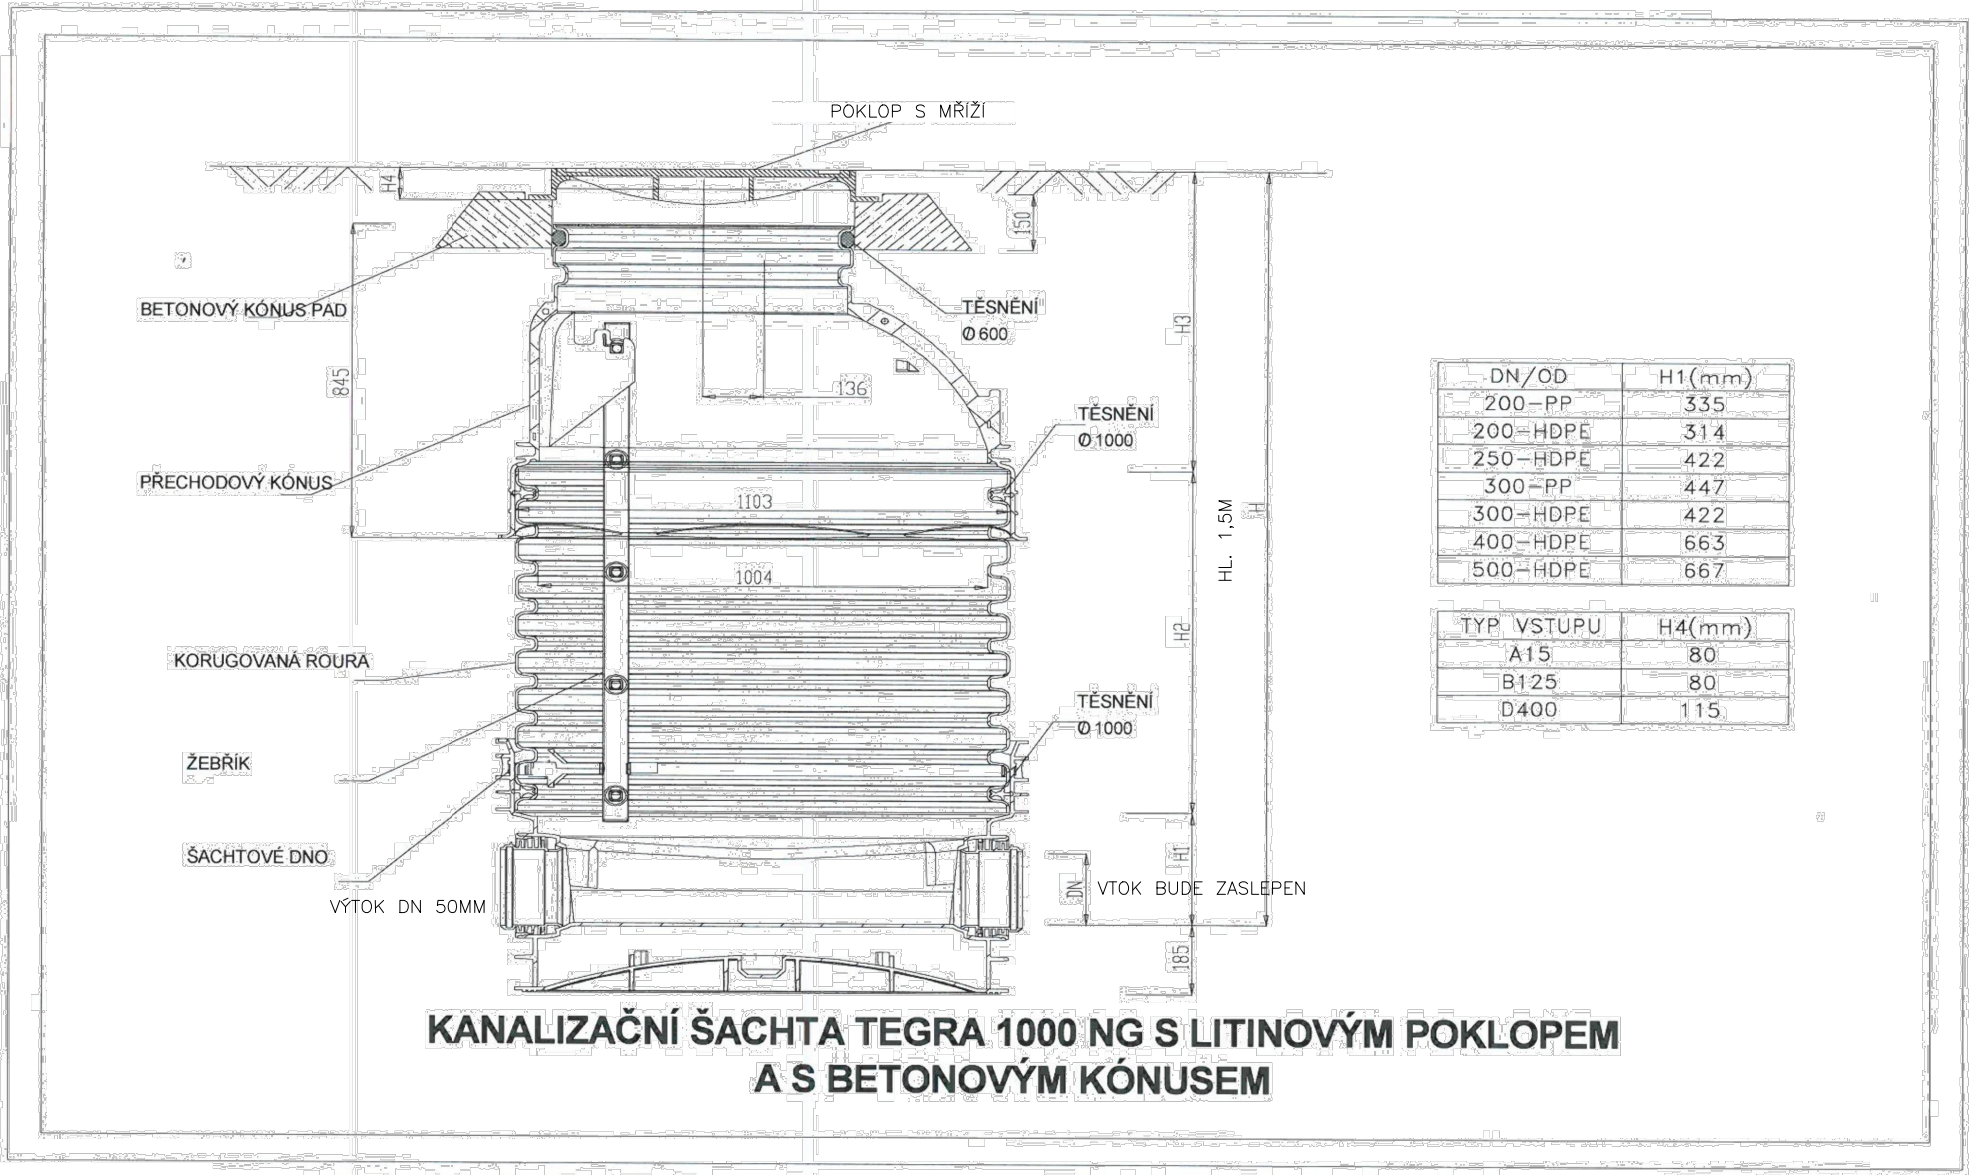 POKLOP S MŘÍŽÍ
H4
150
BETONOVÝ KÓNUS PAD
TĚSNĚNÍ
Ø 600
H3
845
136
TĚSNĚNÍ
Ø 1000
PŘECHODOVÝ KÓNUS
1103
HL. 1,5M
H
1004
H2
KORUGOVANÁ ROURA
TĚSNĚNÍ
Ø 1000
ŽEBŘÍK
ŠACHTOVÉ DNO
H1
DN
VTOK BUDE ZASLEPEN
VÝTOK DN 50MM
185
DN/OD H1(mm)
200-PP 335
200-HDPE 314
250-HDPE 422
300-PP 447
300-HDPE 422
400-HDPE 663
500-HDPE 667
TYP VSTUPU H4(mm)
A15 80
B125 80
D400 115
KANALIZAČNÍ ŠACHTA TEGRA 1000 NG S LITINOVÝM POKLOPEM
A S BETONOVÝM KÓNUSEM